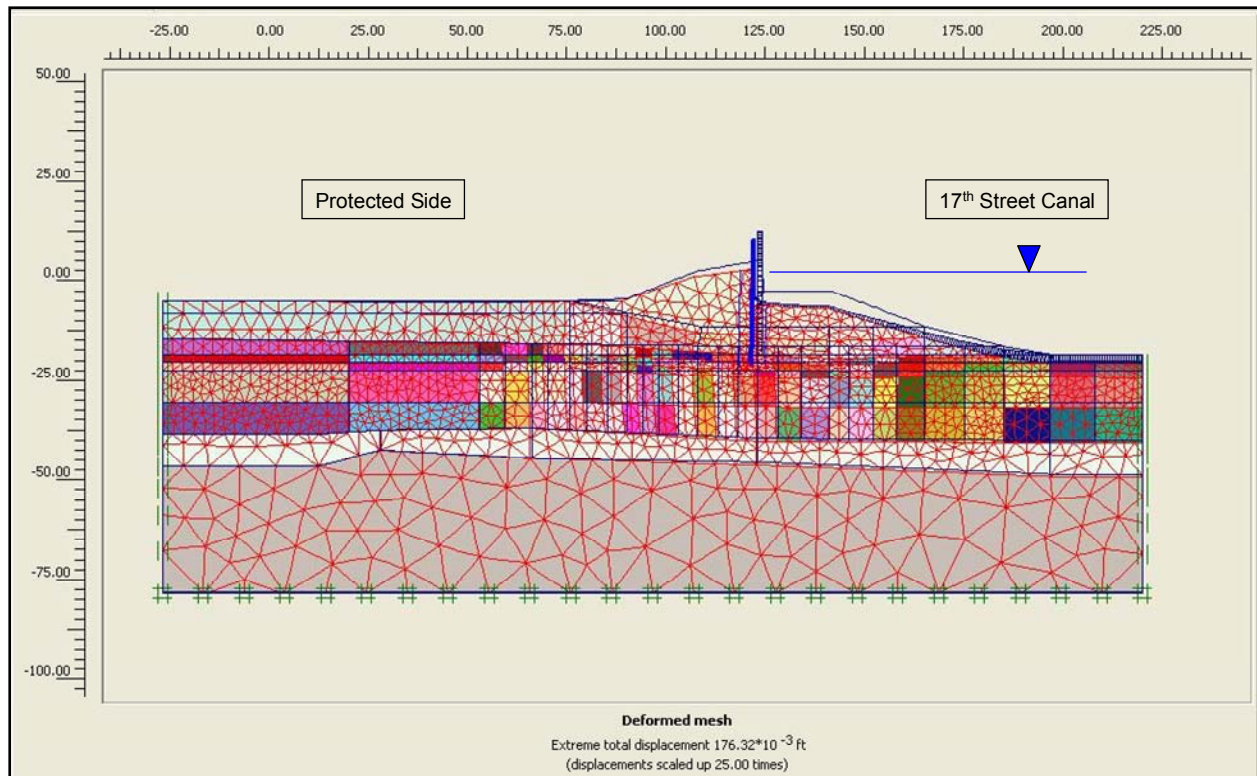 -25.00 0.00 25.00 50.00 75.00 100.00 125.00 150.00 175.00 200.00 225.00
50.00
25.00
Protected Side 17th Street Canal
0.00
-25.00
-50.00
-75.00
-100.00
Deformed mesh
Extreme total displacement 176.32*10 -3 ft
(displacements scaled up 25.00 times)